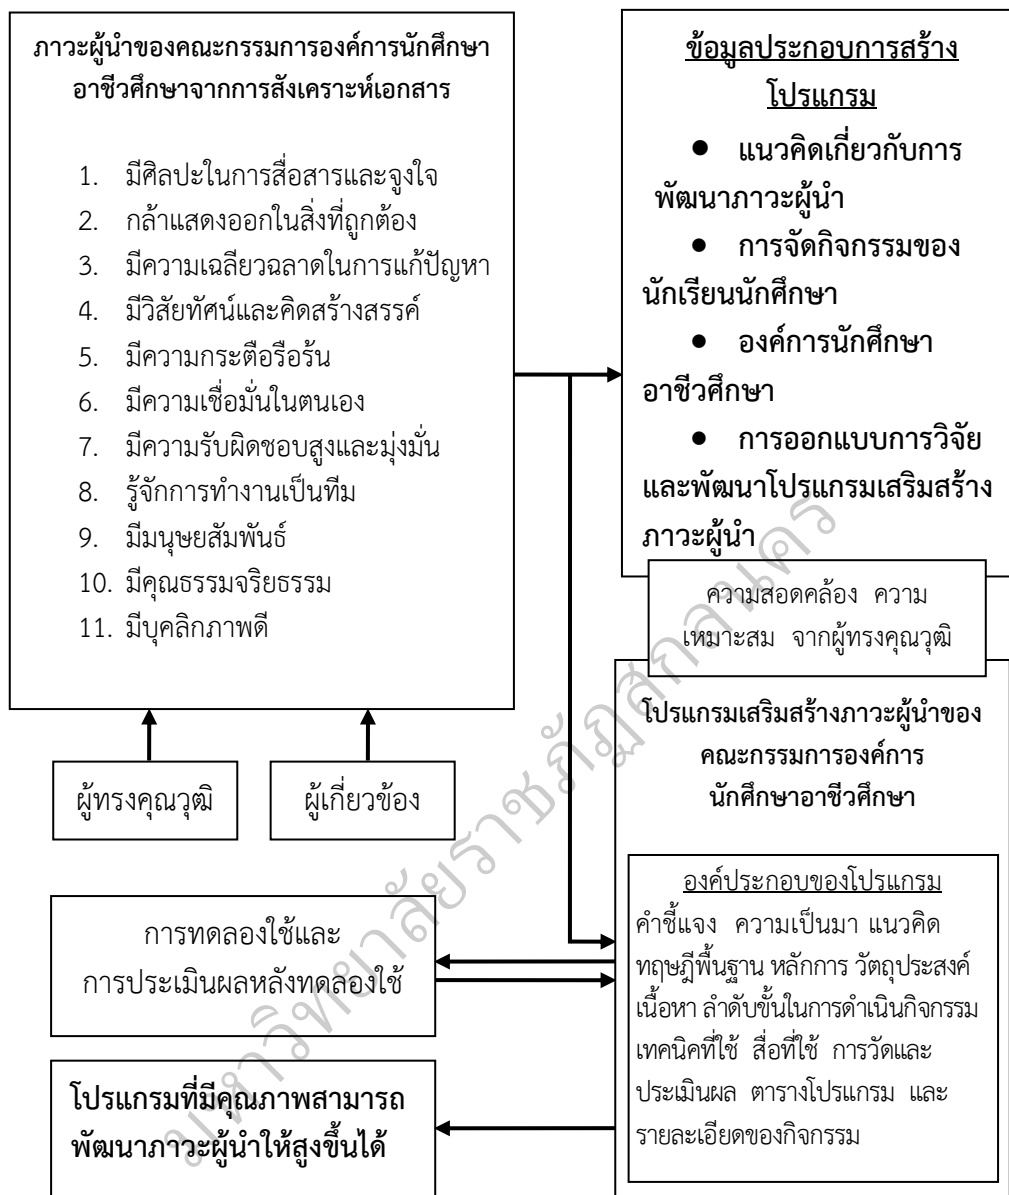 ภาวะผู้นำของคณะกรรมการองค์การนักศึกษา
อาชีวศึกษาจากการสังเคราะห์เอกสาร
1. มีศิลปะในการสื่อสารและจูงใจ
2. กล้าแสดงออกในสิ่งที่ถูกต้อง
3. มีความเฉลียวฉลาดในการแก้ปัญหา
4. มีวิสัยทัศน์และคิดสร้างสรรค์
5. มีความกระตือรือร้น
6. มีความเชื่อมั่นในตนเอง
7. มีความรับผิดชอบสูงและมุ่งมั่น
8. รู้จักการทำงานเป็นทีม
9. มีมนุษยสัมพันธ์
10. มีคุณธรรมจริยธรรม
11. มีบุคลิกภาพดี
ผู้ทรงคุณวุฒิ
ผู้เกี่ยวข้อง
ข้อมูลประกอบการสร้าง
โปรแกรม
● แนวคิดเกี่ยวกับการ
พัฒนาภาวะผู้นำ
● การจัดกิจกรรมของ
นักเรียนนักศึกษา
● องค์การนักศึกษา
อาชีวศึกษา
● การออกแบบการวิจัย
และพัฒนาโปรแกรมเสริมสร้าง
ภาวะผู้นำ
ความสอดคล้อง ความ
เหมาะสม จากผู้ทรงคุณวุฒิ
โปรแกรมเสริมสร้างภาวะผู้นำของ
คณะกรรมการองค์การ
นักศึกษาอาชีวศึกษา
องค์ประกอบของโปรแกรม
คำชี้แจง ความเป็นมา แนวคิด
ทฤษฎีพื้นฐาน หลักการ วัตถุประสงค์
เนื้อหา ลำดับขั้นในการดำเนินกิจกรรม
เทคนิคที่ใช้ สื่อที่ใช้ การวัดและ
ประเมินผล ตารางโปรแกรม และ
รายละเอียดของกิจกรรม
การทดลองใช้และ
การประเมินผลหลังทดลองใช้
โปรแกรมที่มีคุณภาพสามารถ
พัฒนาภาวะผู้นำให้สูงขึ้นได้
มหาวิทยาลัยราชภัฏสกลนคร